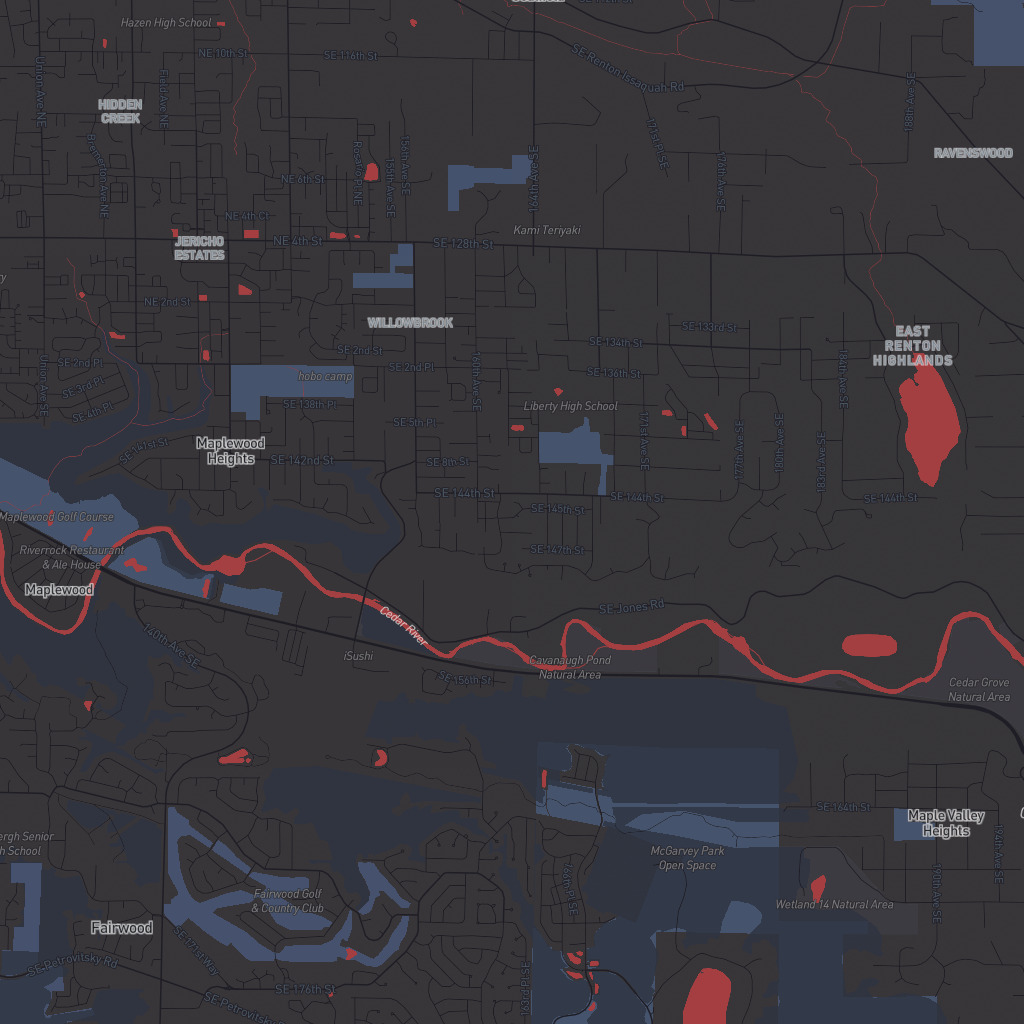 Hazen High School
NE 10th St
SE 116th St
SE Renton Issaquah Rd
Union Ave NE
Field Ave NE
188th Ave SE
HIDDEN
CREEK
Bremerton Ave NE
Rosario Pl NE
155th Ave SE
156th Ave SE
164th Ave SE
171st Pl SE
176th Ave SE
RAVENSWOOD
NE 6th St
NE 4th Ct
Kami Teriyaki
JERICHO
ESTATES
NE 4th St
SE 128th St
NE 2nd St
WILLOWBROOK
SE 133rd St
EAST
RENTON
HIGHLANDS
SE 134th St
SE 2nd St
SE 2nd Pl
SE 2nd Pl
SE 136th St
Union Ave SE
SE 3rd Pl
hobo camp
160th Ave SE
184th Ave SE
SE 4th Pl
SE 138th Pl
Liberty High School
SE 5th Pl
171st Ave SE
177th Ave SE
180th Ave SE
183rd Ave SE
Maplewood
Heights
SE 141st St
SE 142nd St
SE 8th St
SE 144th St
SE 144th St
SE 144th St
SE 145th St
Maplewood Golf Course
SE 147th St
Riverrock Restaurant
& Ale House
Maplewood
SE Jones Rd
Cedar River
140th Ave SE
iSushi
Cavanaugh Pond
Natural Area
SE 156th St
Cedar Grove
Natural Area
SE 164th St
Maple Valley
Heights
194th Ave SE
ergh Senior
h School
McGarvey Park
Open Space
166th Pl SE
190th Ave SE
Fairwood Golf
& Country Club
Wetland 14 Natural Area
Fairwood
SE 171st Way
SE Petrovitsky Rd
SE 176th St
163rd Pl SE
SE Petrovitsky R